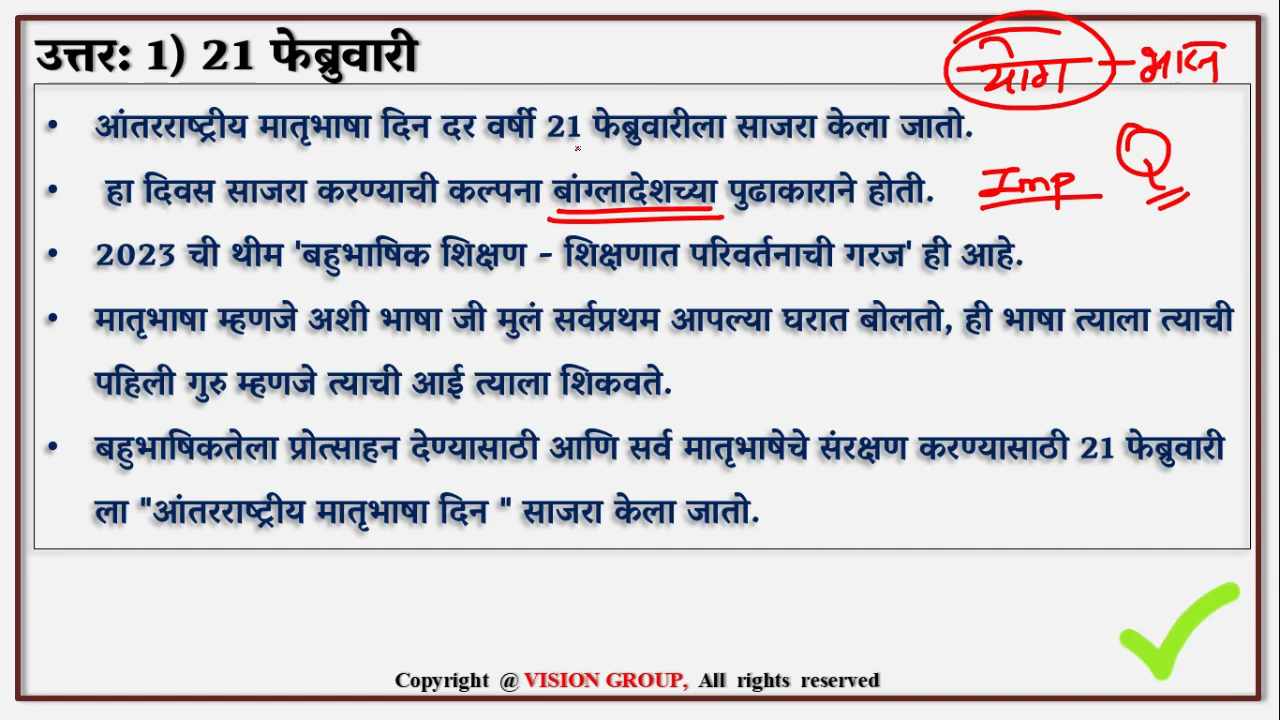 उत्तर: 1) 21 फेब्रुवारी
योग - भारत
• आंतरराष्ट्रीय मातृभाषा दिन दर वर्षी 21 फेब्रुवारीला साजरा केला जातो.
Q
• हा दिवस साजरा करण्याची कल्पना बांग्लादेशच्या पुढाकाराने होती.
Imp
• 2023 ची थीम 'बहुभाषिक शिक्षण - शिक्षणात परिवर्तनाची गरज' ही आहे.
• मातृभाषा म्हणजे अशी भाषा जी मुलं सर्वप्रथम आपल्या घरात बोलतो, ही भाषा त्याला त्याची
पहिली गुरु म्हणजे त्याची आई त्याला शिकवते.
• बहुभाषिकतेला प्रोत्साहन देण्यासाठी आणि सर्व मातृभाषेचे संरक्षण करण्यासाठी 21 फेब्रुवारी
ला "आंतरराष्ट्रीय मातृभाषा दिन " साजरा केला जातो.
Copyright @ VISION GROUP, All rights reserved